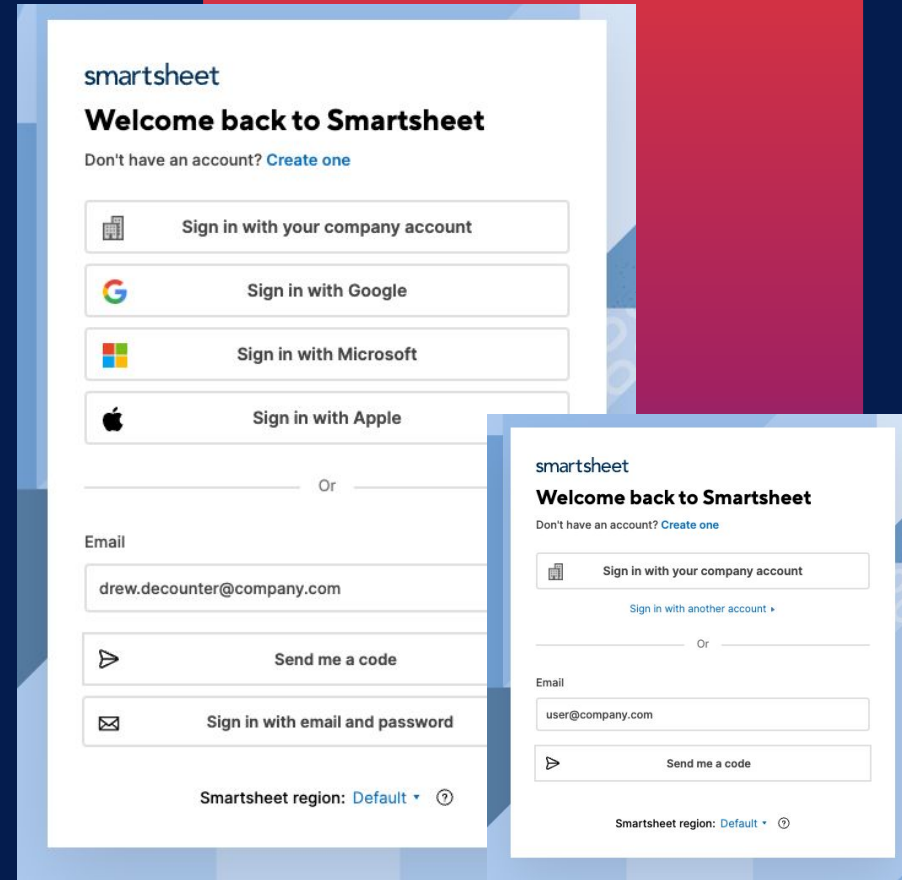 smartsheet
Welcome back to Smartsheet
Don't have an account? Create one
Sign in with your company account
Sign in with Google
Sign in with Microsoft
Sign in with Apple
Or
Email
drew.decounter@company.com
Send me a code
Sign in with email and password
Smartsheet region: Default
smartsheet
Welcome back to Smartsheet
Don't have an account? Create one
Sign in with your company account
Sign in with another account
Or
Email
user@company.com
Send me a code
Smartsheet region: Default